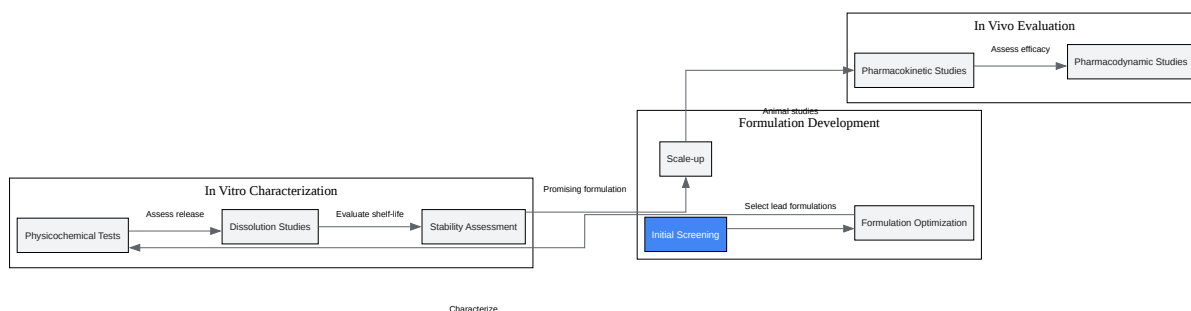 In Vivo Evaluation
Assess efficacy
Pharmacokinetic Studies
Pharmacodynamic Studies
Animal studies
Formulation Development
Scale-up
Promising formulation
Select lead formulations
Initial Screening
Formulation Optimization
In Vitro Characterization
Assess release
Evaluate shelf-life
Physicochemical Tests
Dissolution Studies
Stability Assessment
Characterize